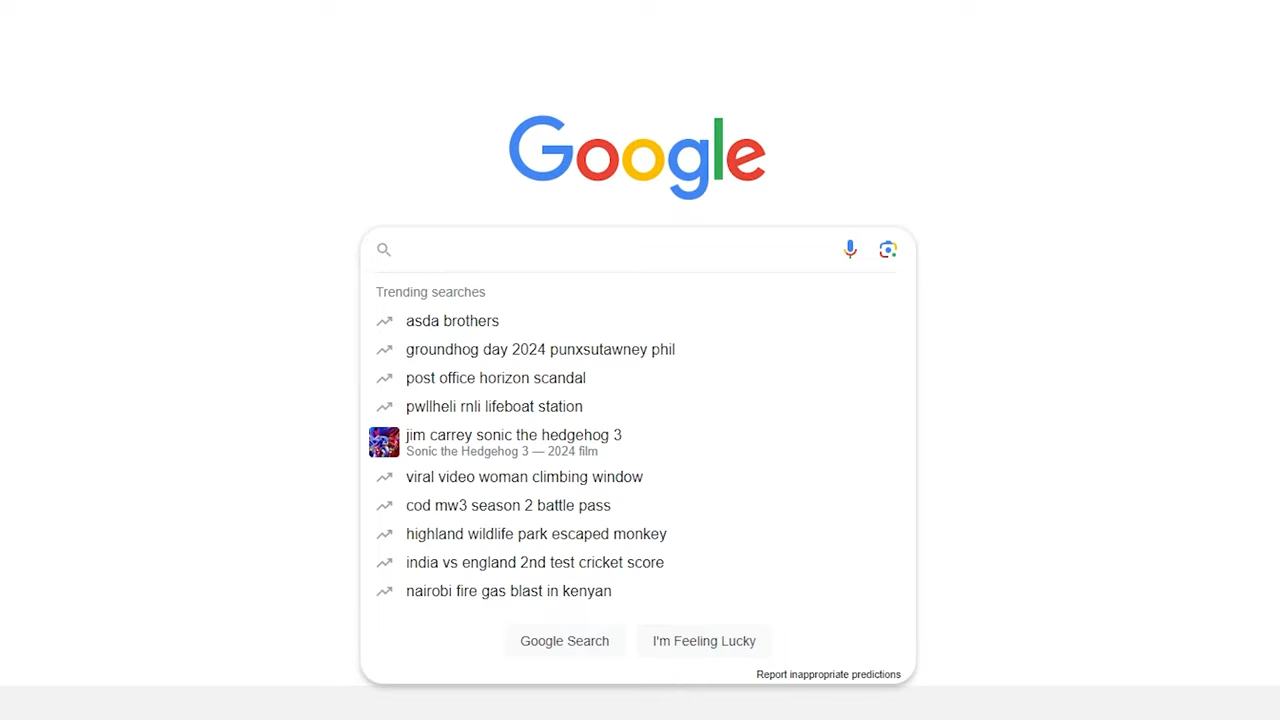 Google
Trending searches
asda brothers
groundhog day 2024 punxsutawney phil
post office horizon scandal
pwllheli rnli lifeboat station
jim carrey sonic the hedgehog 3
Sonic the Hedgehog 3 — 2024 film
viral video woman climbing window
cod mw3 season 2 battle pass
highland wildlife park escaped monkey
india vs england 2nd test cricket score
nairobi fire gas blast in kenyan
Google Search
I'm Feeling Lucky
Report inappropriate predictions